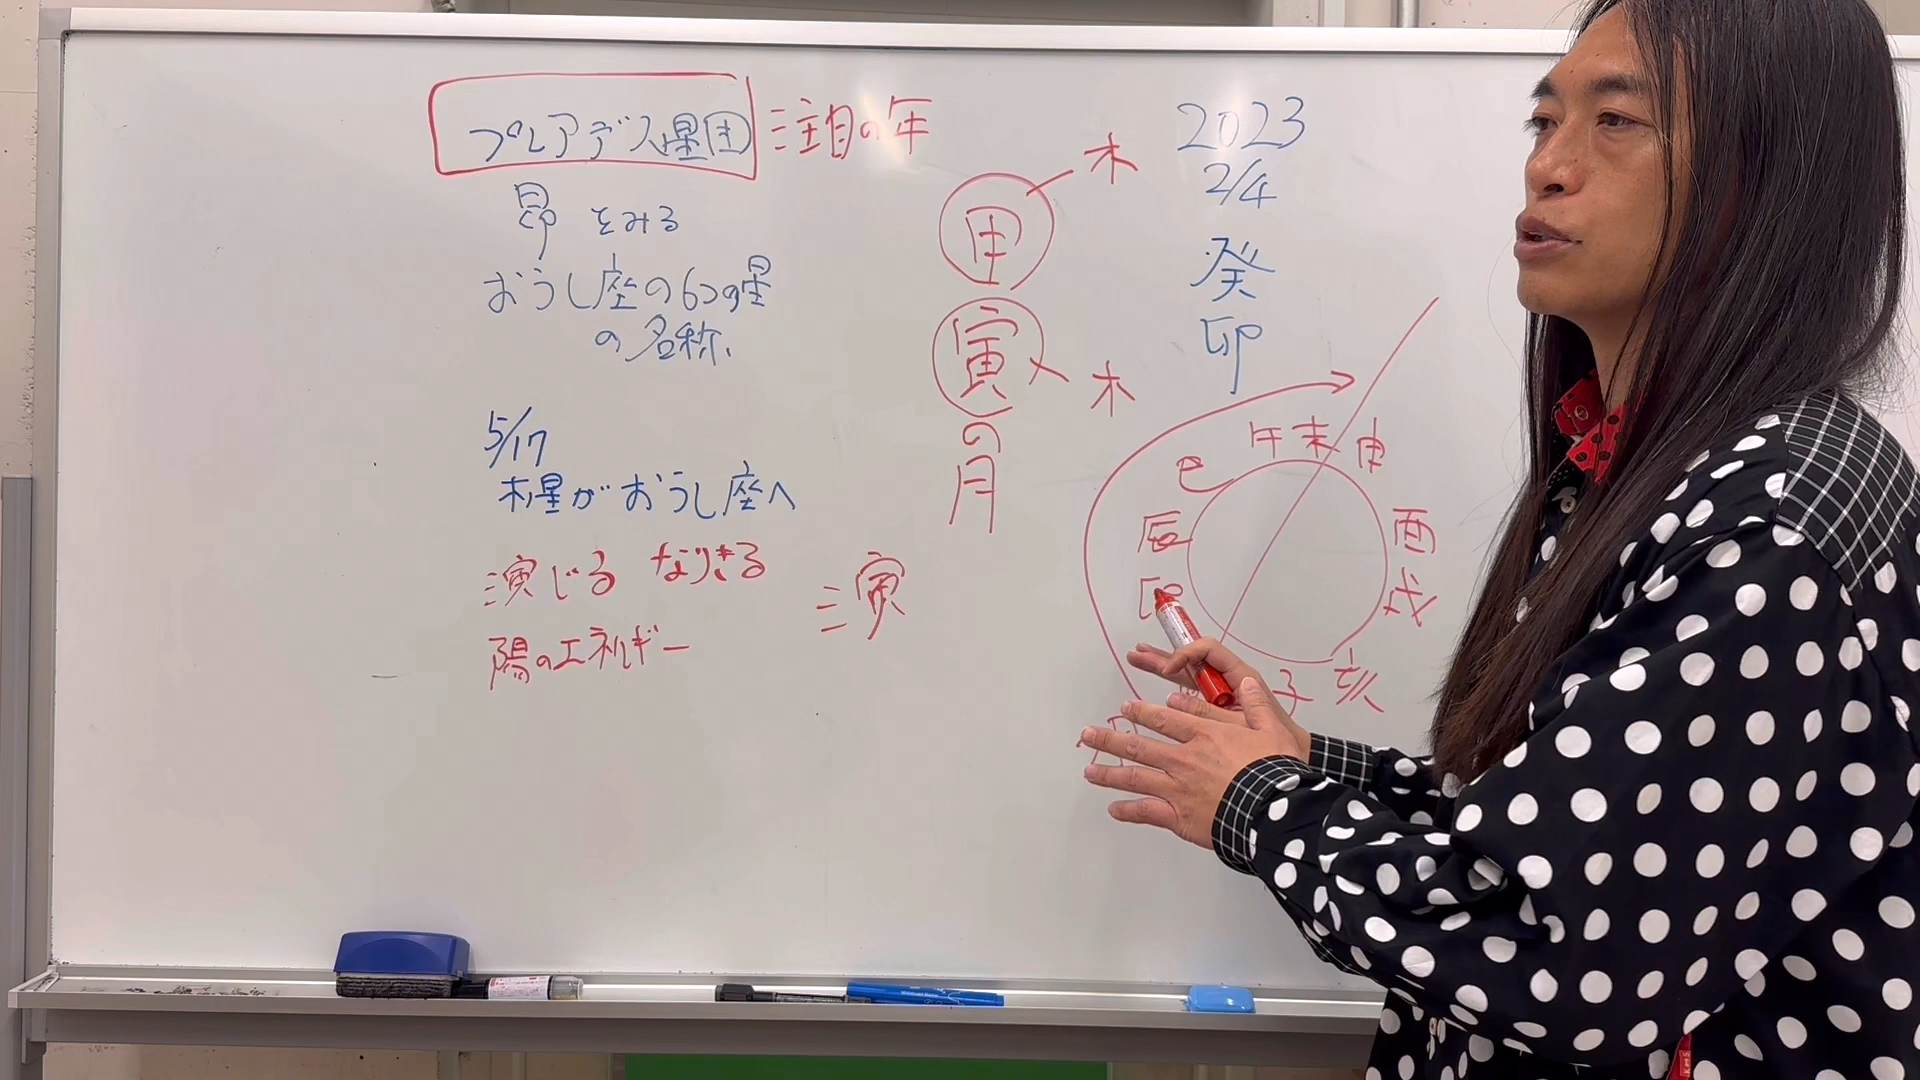 プレアデス星団 注目の年
昴をみる
おうし座の6つの星
の名称
5/17
木星がおうし座へ
演じる なりきる
陽のエネルギー
演
甲 木
寅 木
の月
2023
2/4
癸
卯
午 未 申
巳
辰 酉
卯 戌
子 亥